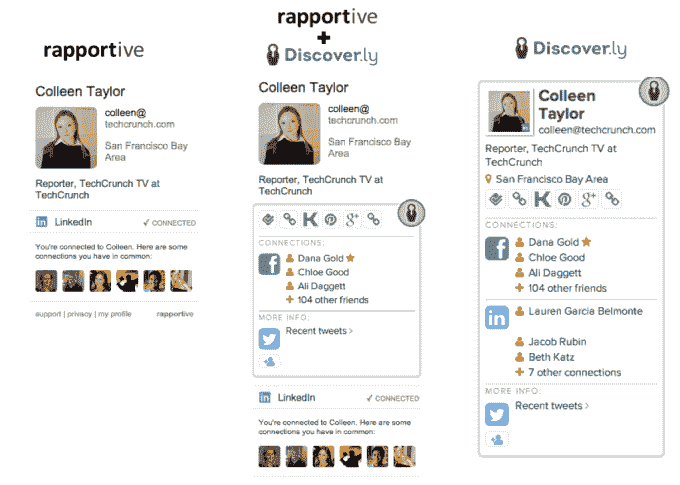 rapportive
Colleen Taylor
colleen@
techcrunch.com
San Francisco Bay
Area
Reporter, TechCrunch TV at
TechCrunch
in LinkedIn ✓ CONNECTED
You're connected to Colleen. Here are some
connections you have in common:
support | privacy | my profile rapportive
rapportive
+
Discover.ly
Colleen Taylor
colleen@
techcrunch.com
San Francisco Bay
Area
Reporter, TechCrunch TV at
TechCrunch
CONNECTIONS:
Dana Gold
Chloe Good
Ali Daggett
+ 104 other friends
MORE INFO:
Recent tweets >
in LinkedIn ✓ CONNECTED
You're connected to Colleen. Here are some
connections you have in common:
Discover.ly
Colleen
Taylor
colleen@techcrunch.com
Reporter, TechCrunch TV at
TechCrunch
San Francisco Bay Area
CONNECTIONS:
Dana Gold
Chloe Good
Ali Daggett
+ 104 other friends
in Lauren Garcia Belmonte
Jacob Rubin
Beth Katz
+ 7 other connections
MORE INFO:
Recent tweets >